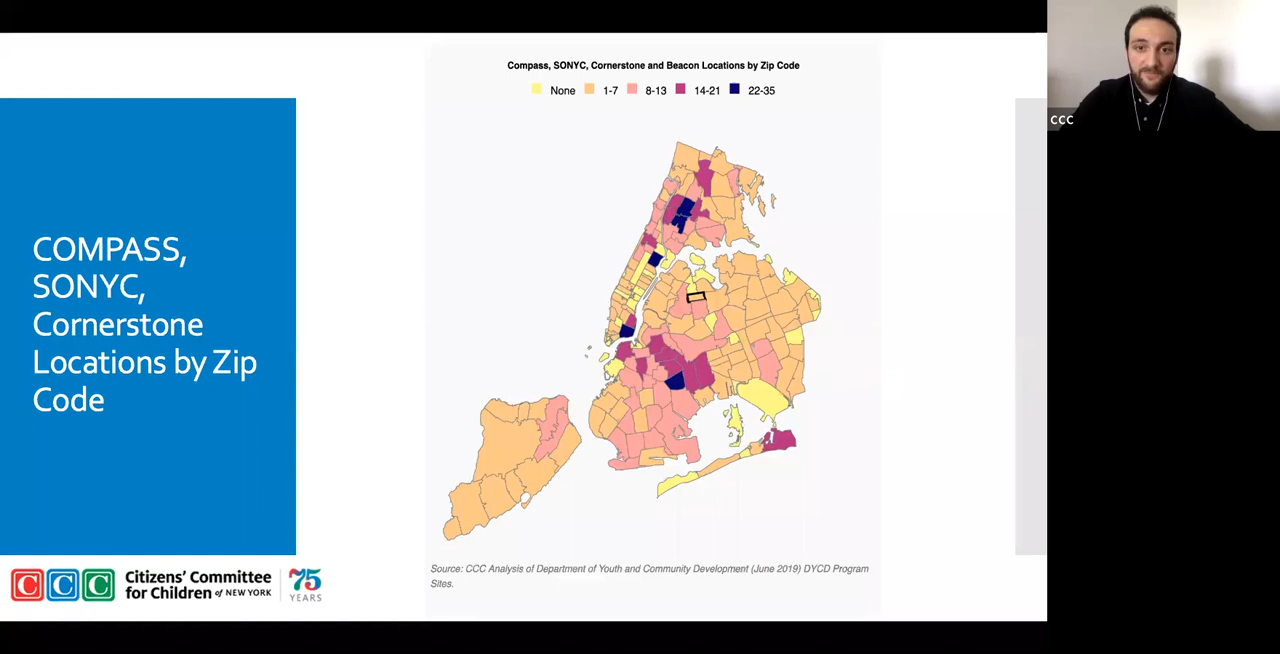 Compass, SONYC, Cornerstone and Beacon Locations by Zip Code
None 1-7 8-13 14-21 22-35
CCC
COMPASS,
SONYC,
Cornerstone
Locations by Zip
Code
Source: CCC Analysis of Department of Youth and Community Development (June 2019) DYCD Program
Sites.
C C C
Citizens' Committee
for Children of NEW YORK
75
YEARS